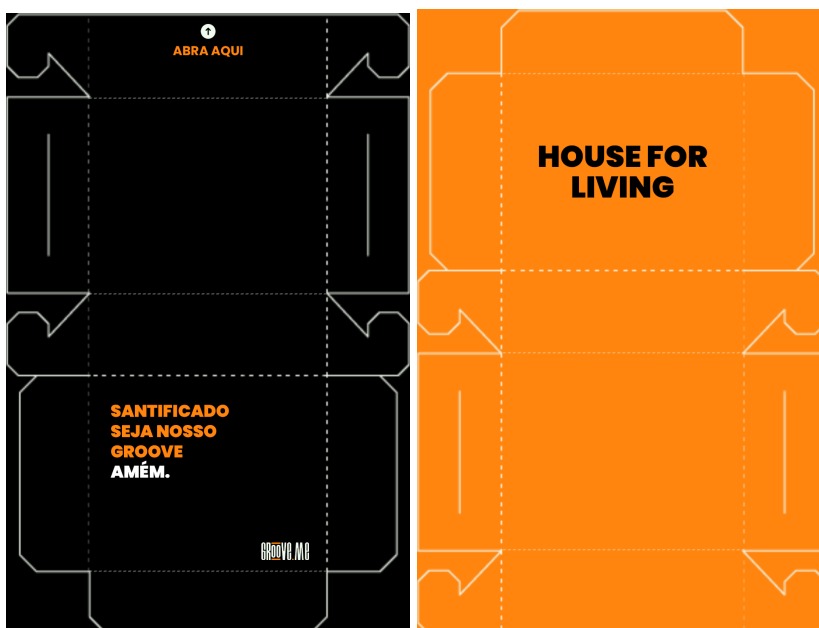 ABRA AQUI
SANTIFICADO
SEJA NOSSO
GROOVE
AMÉM.
GROOVE.ME
HOUSE FOR
LIVING